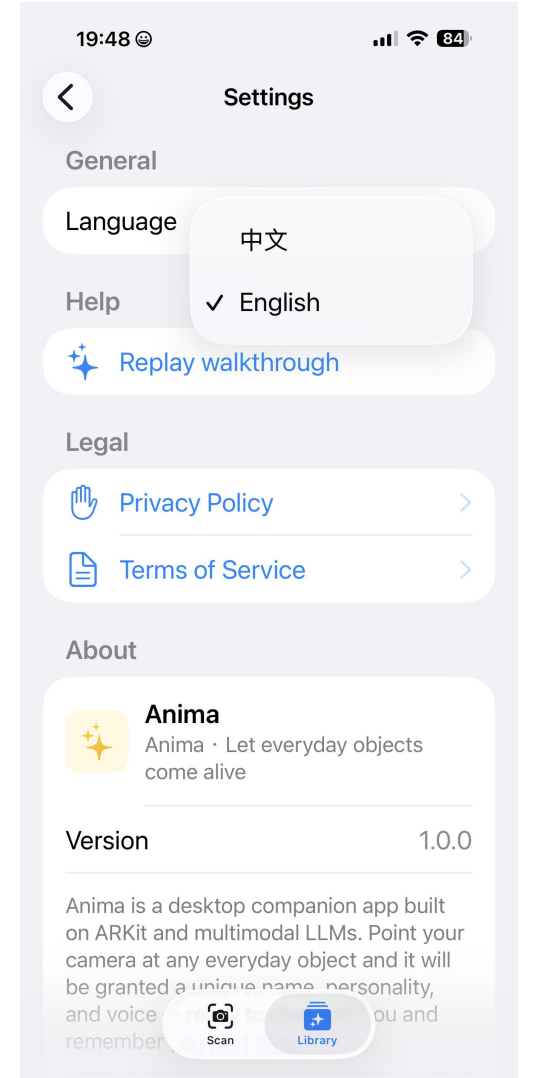 19:48
84
Settings
General
Language
中文
English
Help
Replay walkthrough
Legal
Privacy Policy
Terms of Service
About
Anima
Anima · Let everyday objects
come alive
Version
1.0.0
Anima is a desktop companion app built
on ARKit and multimodal LLMs. Point your
camera at any everyday object and it will
be granted a unique name, personality,
and voice ou and
remember
Scan
Library